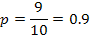 p = 9/10 = 0.9